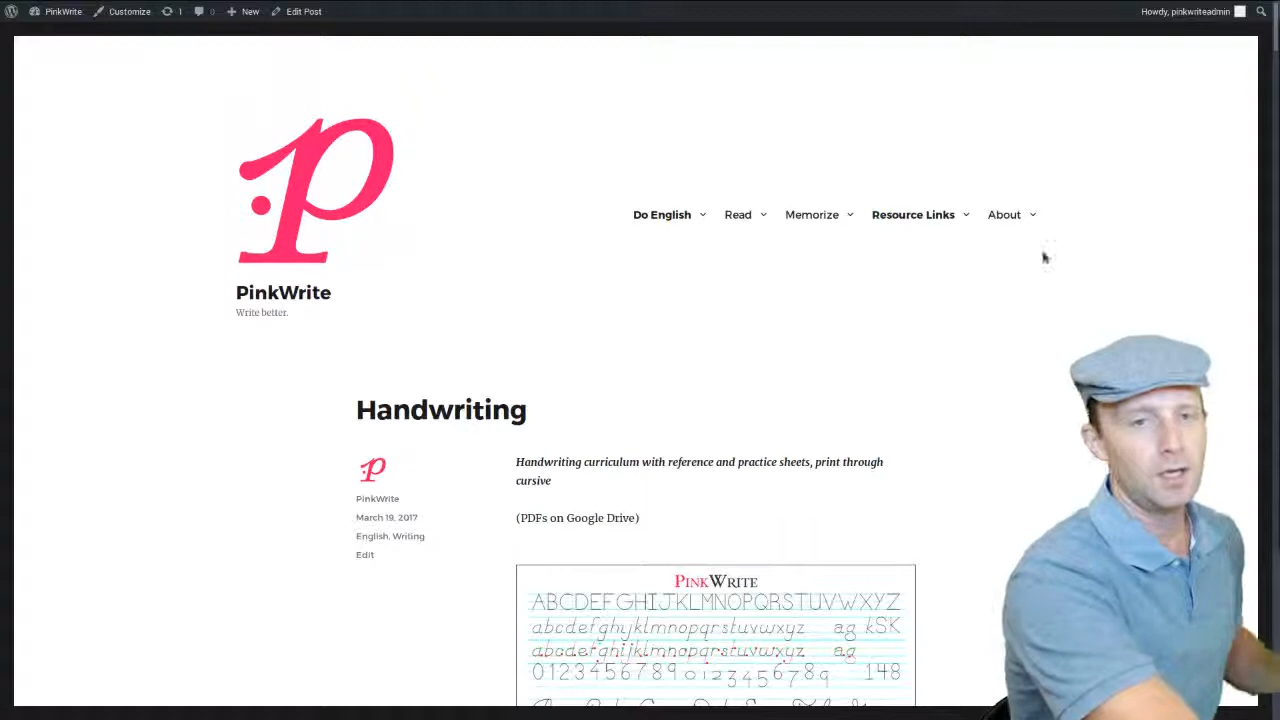 PinkWrite Customize 0 Edit Post Howdy, pinkwriteadmin
p
Do English Read Memorize Resource Links About
PinkWrite
Write better.
Handwriting
p
PinkWrite
March 19, 2017
English, Writing
Edit
Handwriting curriculum with reference and practice sheets, print through
cursive
(PDFs on Google Drive)
PINKWRITE
ABCDEFGHIJKLMNOPQRSTUVWXYZ
abcdefghijklmnopqrstuvwxyz ag kSK
abcdefghijklmnopqrstuvwxyz ag
0123456789 0123456789 148